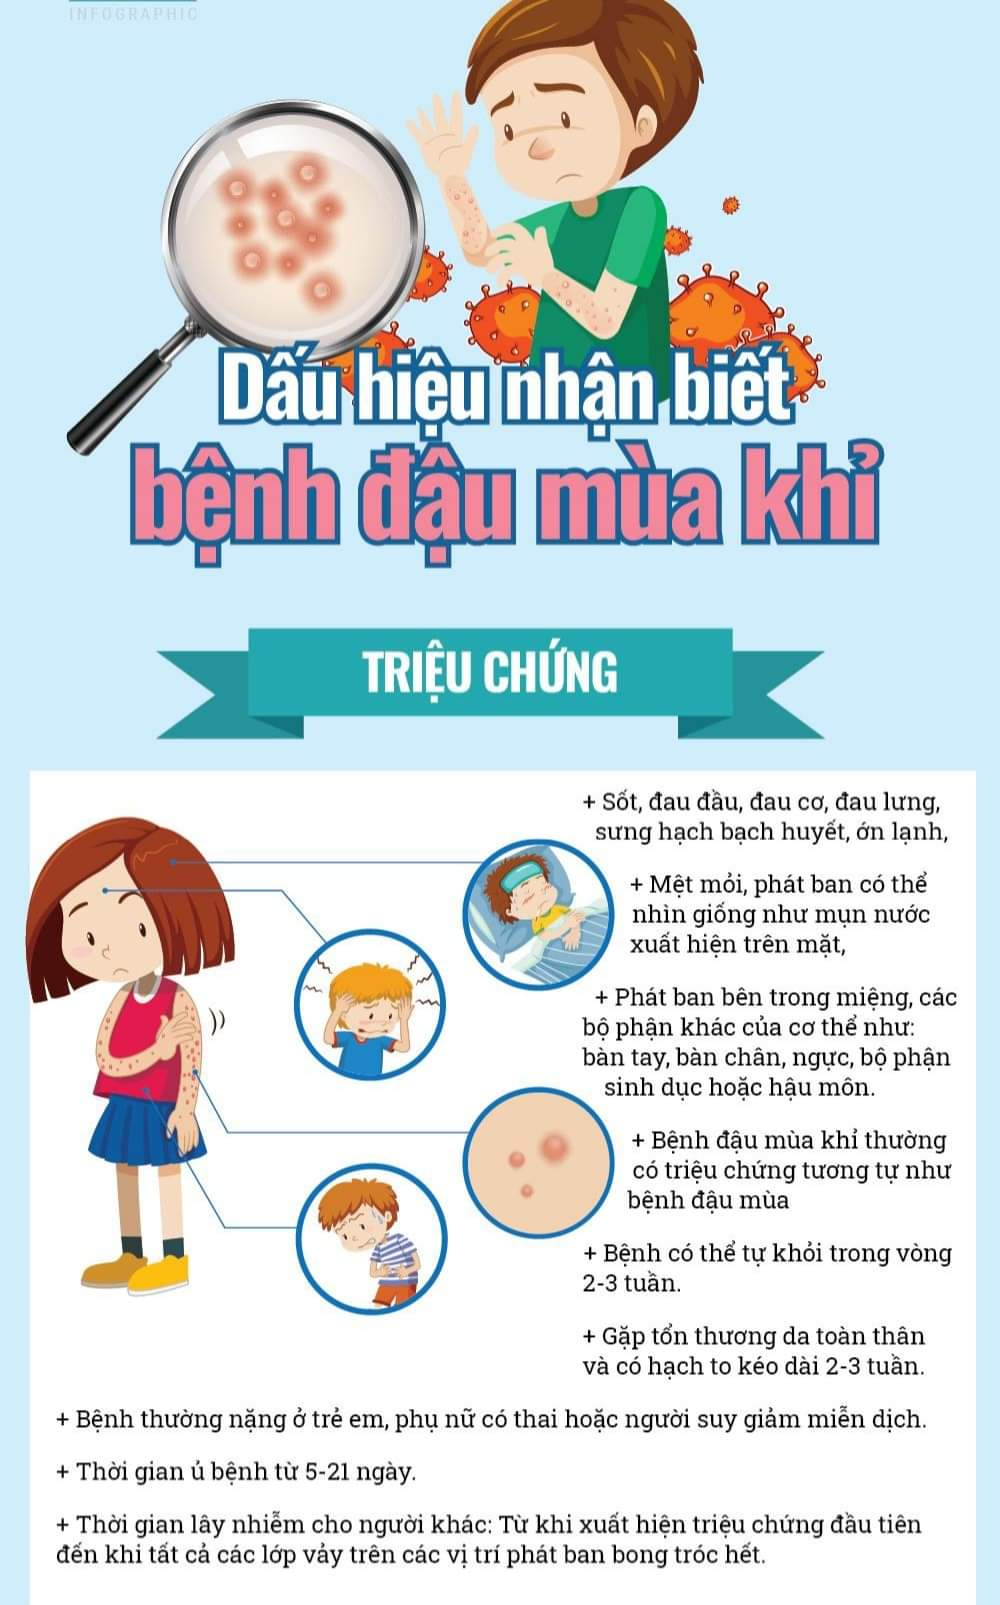 INFOGRAPHIC
Dấu hiệu nhận biết
bệnh đậu mùa khỉ
TRIỆU CHỨNG
+ Sốt, đau đầu, đau cơ, đau lưng,
sưng hạch bạch huyết, ớn lạnh,
+ Mệt mỏi, phát ban có thể
nhìn giống như mụn nước
xuất hiện trên mặt,
+ Phát ban bên trong miệng, các
bộ phận khác của cơ thể như:
bàn tay, bàn chân, ngực, bộ phận
sinh dục hoặc hậu môn.
+ Bệnh đậu mùa khỉ thường
có triệu chứng tương tự như
bệnh đậu mùa
+ Bệnh có thể tự khỏi trong vòng
2-3 tuần.
+ Gặp tổn thương da toàn thân
và có hạch to kéo dài 2-3 tuần.
+ Bệnh thường nặng ở trẻ em, phụ nữ có thai hoặc người suy giảm miễn dịch.
+ Thời gian ủ bệnh từ 5-21 ngày.
+ Thời gian lây nhiễm cho người khác: Từ khi xuất hiện triệu chứng đầu tiên
đến khi tất cả các lớp vảy trên các vị trí phát ban bong tróc hết.